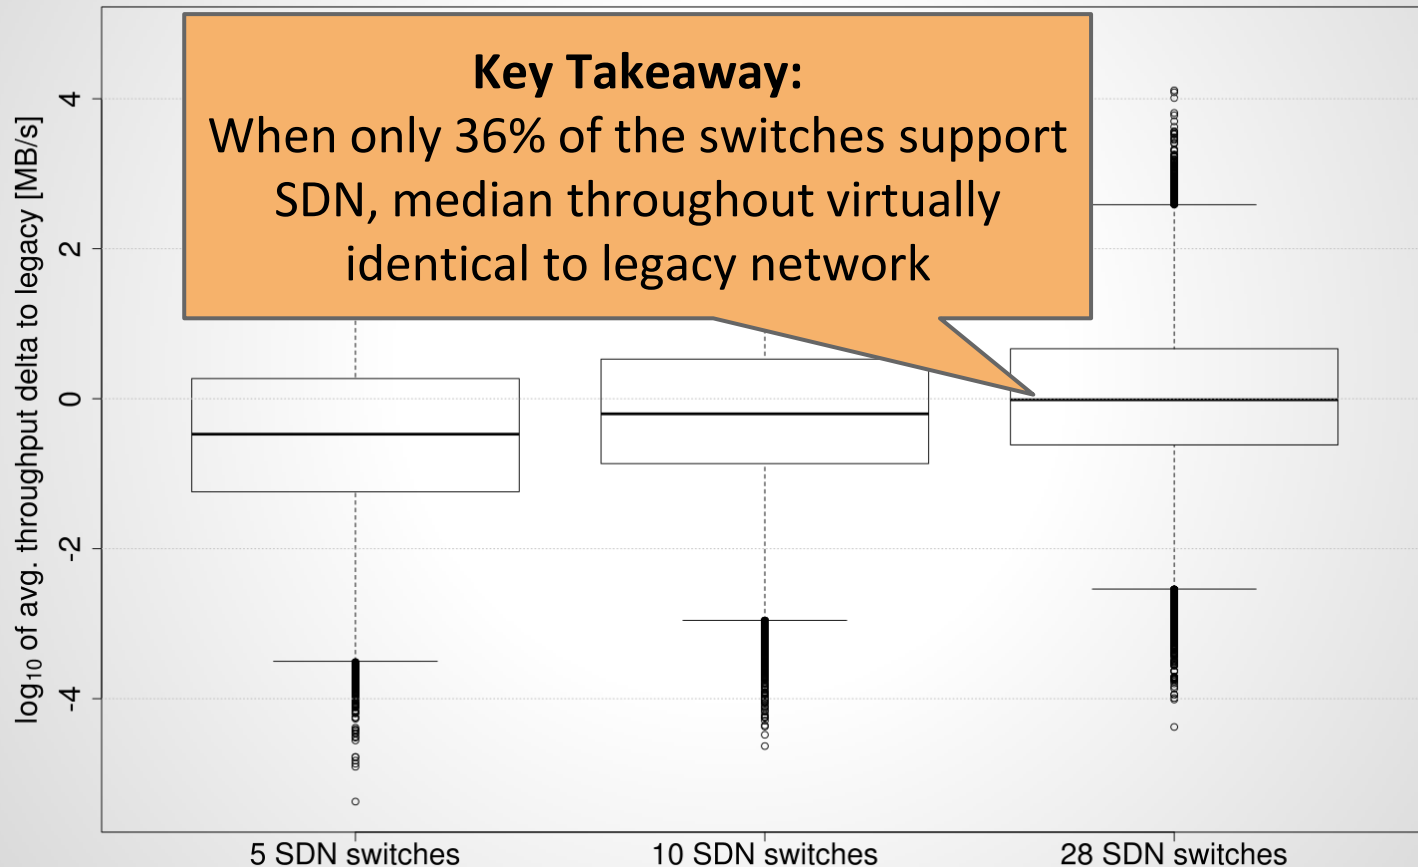 Key Takeaway:
When only 36% of the switches support
SDN, median throughout virtually
identical to legacy network
log₁₀ of avg. throughput delta to legacy [MB/s]
4
2
0
-2
-4
5 SDN switches
10 SDN switches
28 SDN switches